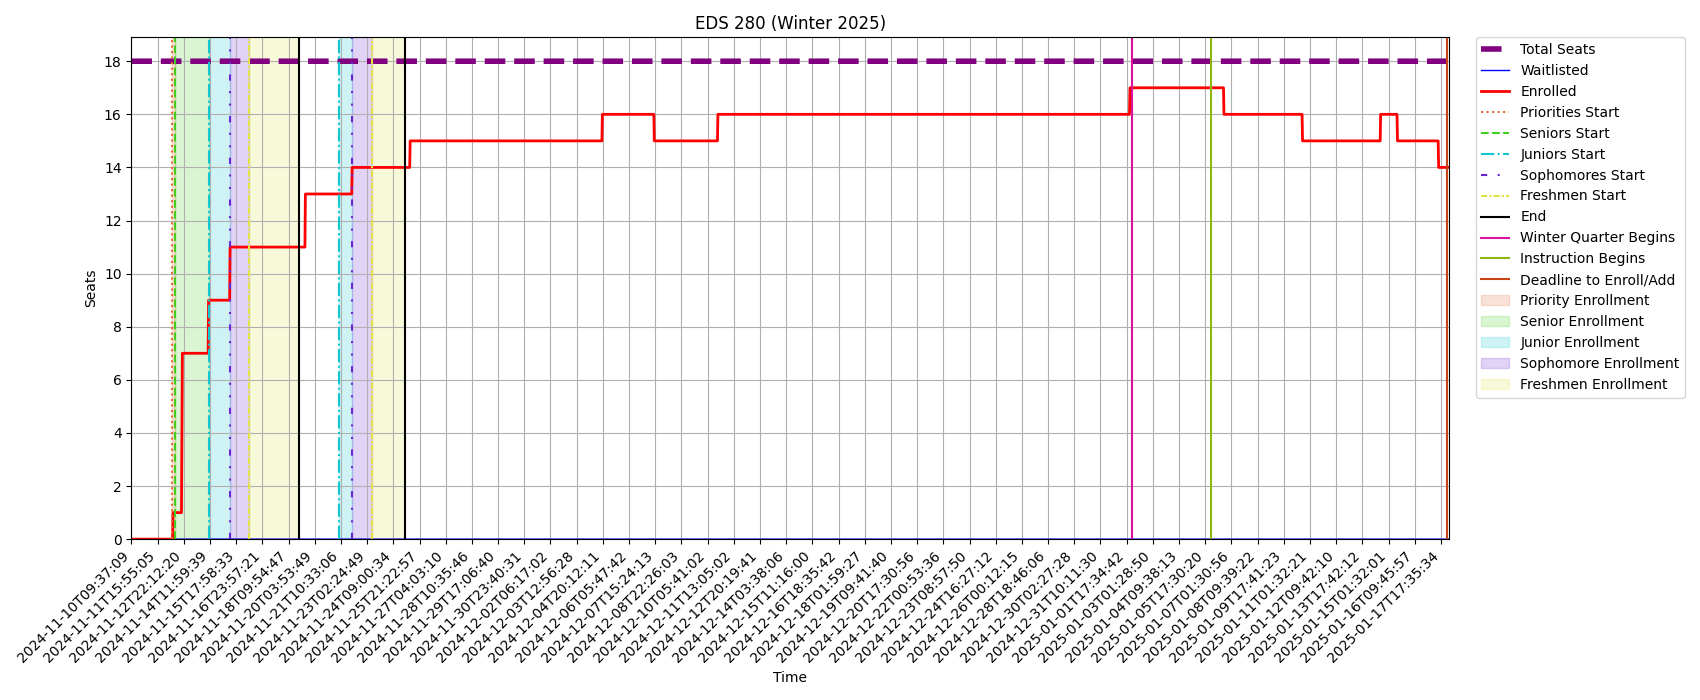 EDS 280 (Winter 2025)
Seats
18
16
14
12
10
8
6
4
2
0
2024-11-10T09:37:09
2024-11-11T15:55:05
2024-11-12T22:12:20
2024-11-14T11:59:39
2024-11-15T17:58:33
2024-11-16T23:57:21
2024-11-18T09:54:47
2024-11-20T03:53:49
2024-11-21T10:33:06
2024-11-23T02:24:49
2024-11-24T09:00:34
2024-11-25T21:22:57
2024-11-27T04:03:10
2024-11-28T10:35:46
2024-11-29T17:06:40
2024-11-30T23:40:31
2024-12-02T06:17:02
2024-12-03T12:56:28
2024-12-04T20:12:11
2024-12-06T05:47:42
2024-12-07T15:24:13
2024-12-08T22:26:03
2024-12-10T05:41:02
2024-12-11T13:05:02
2024-12-12T20:19:41
2024-12-14T03:38:06
2024-12-15T11:16:00
2024-12-16T18:35:42
2024-12-18T01:59:27
2024-12-19T09:41:40
2024-12-20T17:30:56
2024-12-22T00:53:36
2024-12-23T08:57:50
2024-12-24T16:27:12
2024-12-26T00:12:15
2024-12-28T18:46:06
2024-12-30T02:27:28
2024-12-31T10:11:30
2025-01-01T17:34:42
2025-01-03T01:28:50
2025-01-04T09:38:13
2025-01-05T17:30:20
2025-01-07T01:30:56
2025-01-08T09:39:22
2025-01-09T17:41:23
2025-01-11T01:32:21
2025-01-12T09:42:10
2025-01-13T17:42:12
2025-01-15T01:32:01
2025-01-16T09:45:57
2025-01-17T17:35:34
Time
Total Seats
Waitlisted
Enrolled
Priorities Start
Seniors Start
Juniors Start
Sophomores Start
Freshmen Start
End
Winter Quarter Begins
Instruction Begins
Deadline to Enroll/Add
Priority Enrollment
Senior Enrollment
Junior Enrollment
Sophomore Enrollment
Freshmen Enrollment